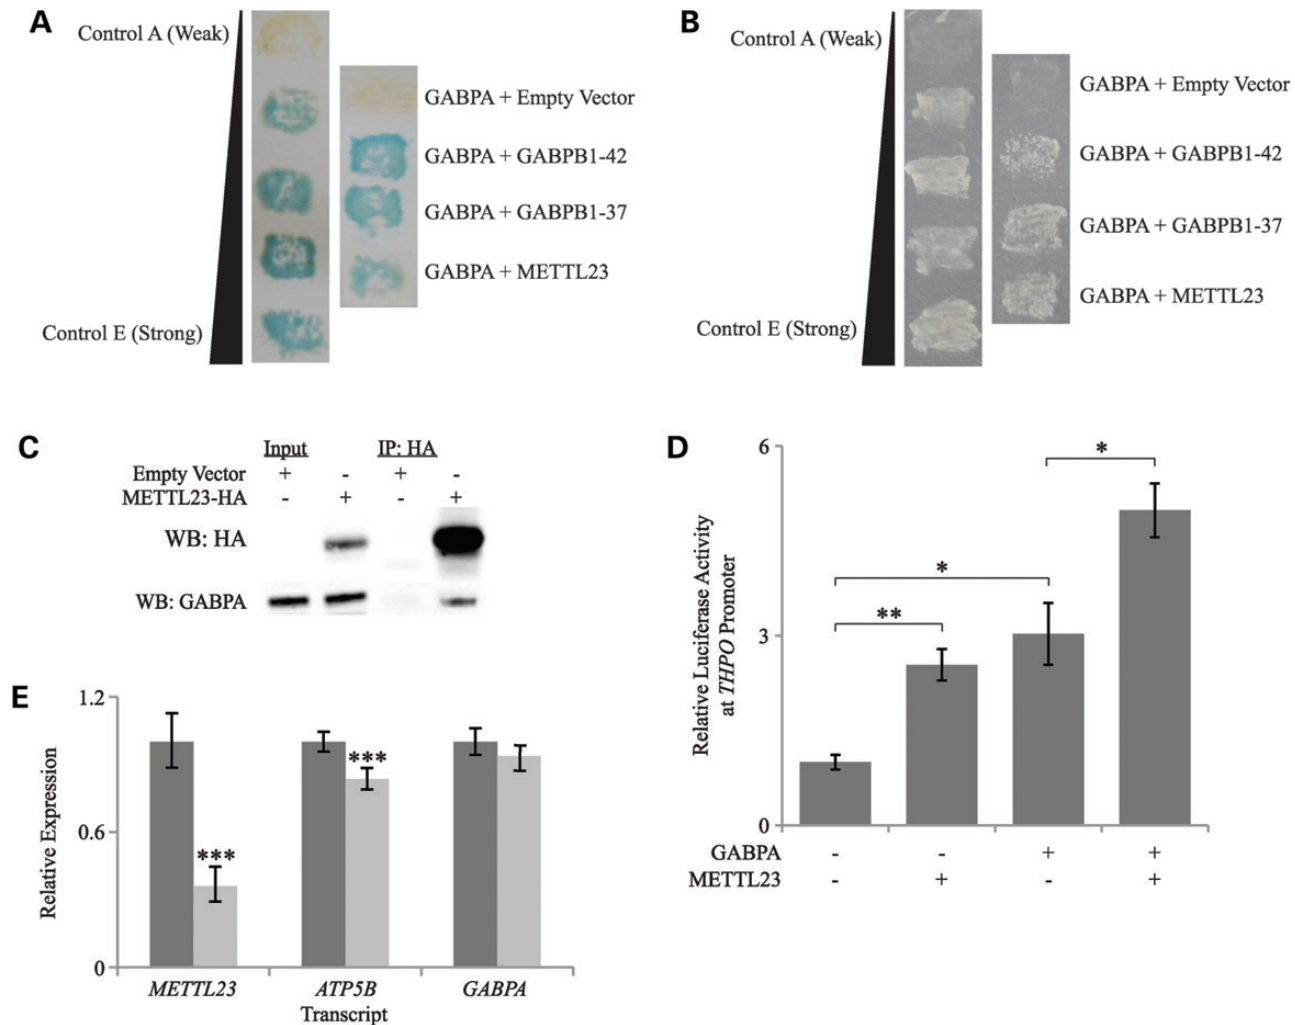 A
Control A (Weak)
GABPA + Empty Vector
GABPA + GABPB1-42
GABPA + GABPB1-37
GABPA + METTL23
Control E (Strong)
B
Control A (Weak)
GABPA + Empty Vector
GABPA + GABPB1-42
GABPA + GABPB1-37
GABPA + METTL23
Control E (Strong)
C
Input IP: HA
Empty Vector + - + -
METTL23-HA - + - +
WB: HA
WB: GABPA
D
Relative Luciferase Activity
at THPO Promoter
6
3
0
**
*
*
GABPA - - + +
METTL23 - + - +
E
Relative Expression
1.2
0.6
0
***
***
METTL23 ATP5B GABPA
Transcript